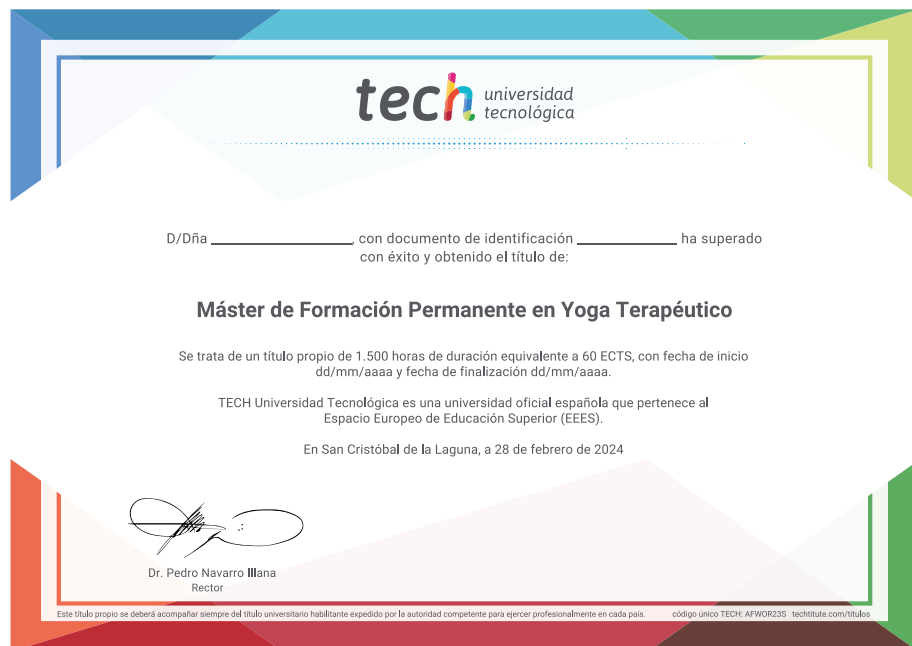 tech universidad
tecnológica
D/Dña ____________________, con documento de identificación ______________ ha superado
con éxito y obtenido el título de:
Máster de Formación Permanente en Yoga Terapéutico
Se trata de un título propio de 1.500 horas de duración equivalente a 60 ECTS, con fecha de inicio
dd/mm/aaaa y fecha de finalización dd/mm/aaaa.
TECH Universidad Tecnológica es una universidad oficial española que pertenece al
Espacio Europeo de Educación Superior (EEES).
En San Cristóbal de la Laguna, a 28 de febrero de 2024
Dr. Pedro Navarro Illana
Rector
Este título propio se deberá acompañar siempre del título universitario habilitante expedido por la autoridad competente para ejercer profesionalmente en cada país. código único TECH: AFWOR23S techtitute.com/titulos